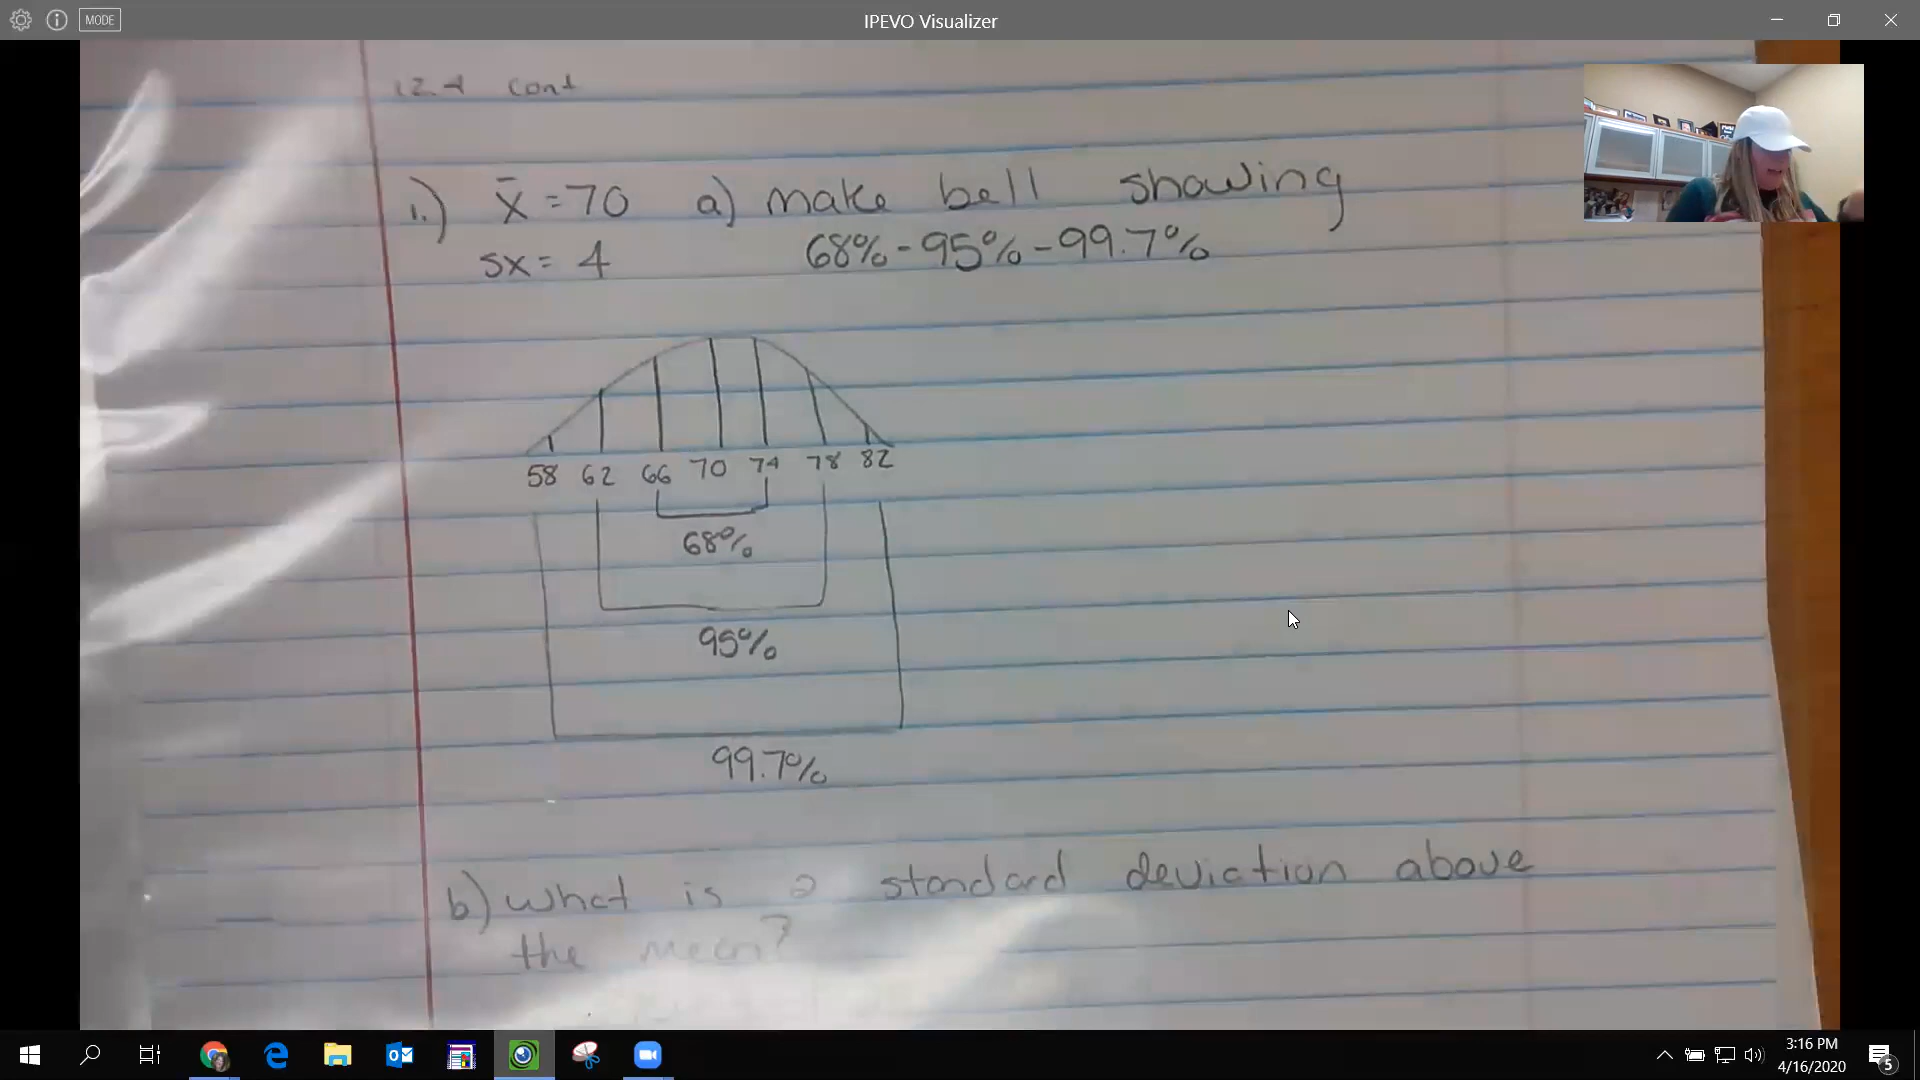 MODE
IPEVO Visualizer
12.4 cont
1.) x̄ = 70 a) make bell showing
sx = 4 68% - 95% - 99.7%
58 62 66 70 74 78 82
68%
95%
99.7%
b) what is 2 standard deviation above
the mean?
3:16 PM
4/16/2020
5